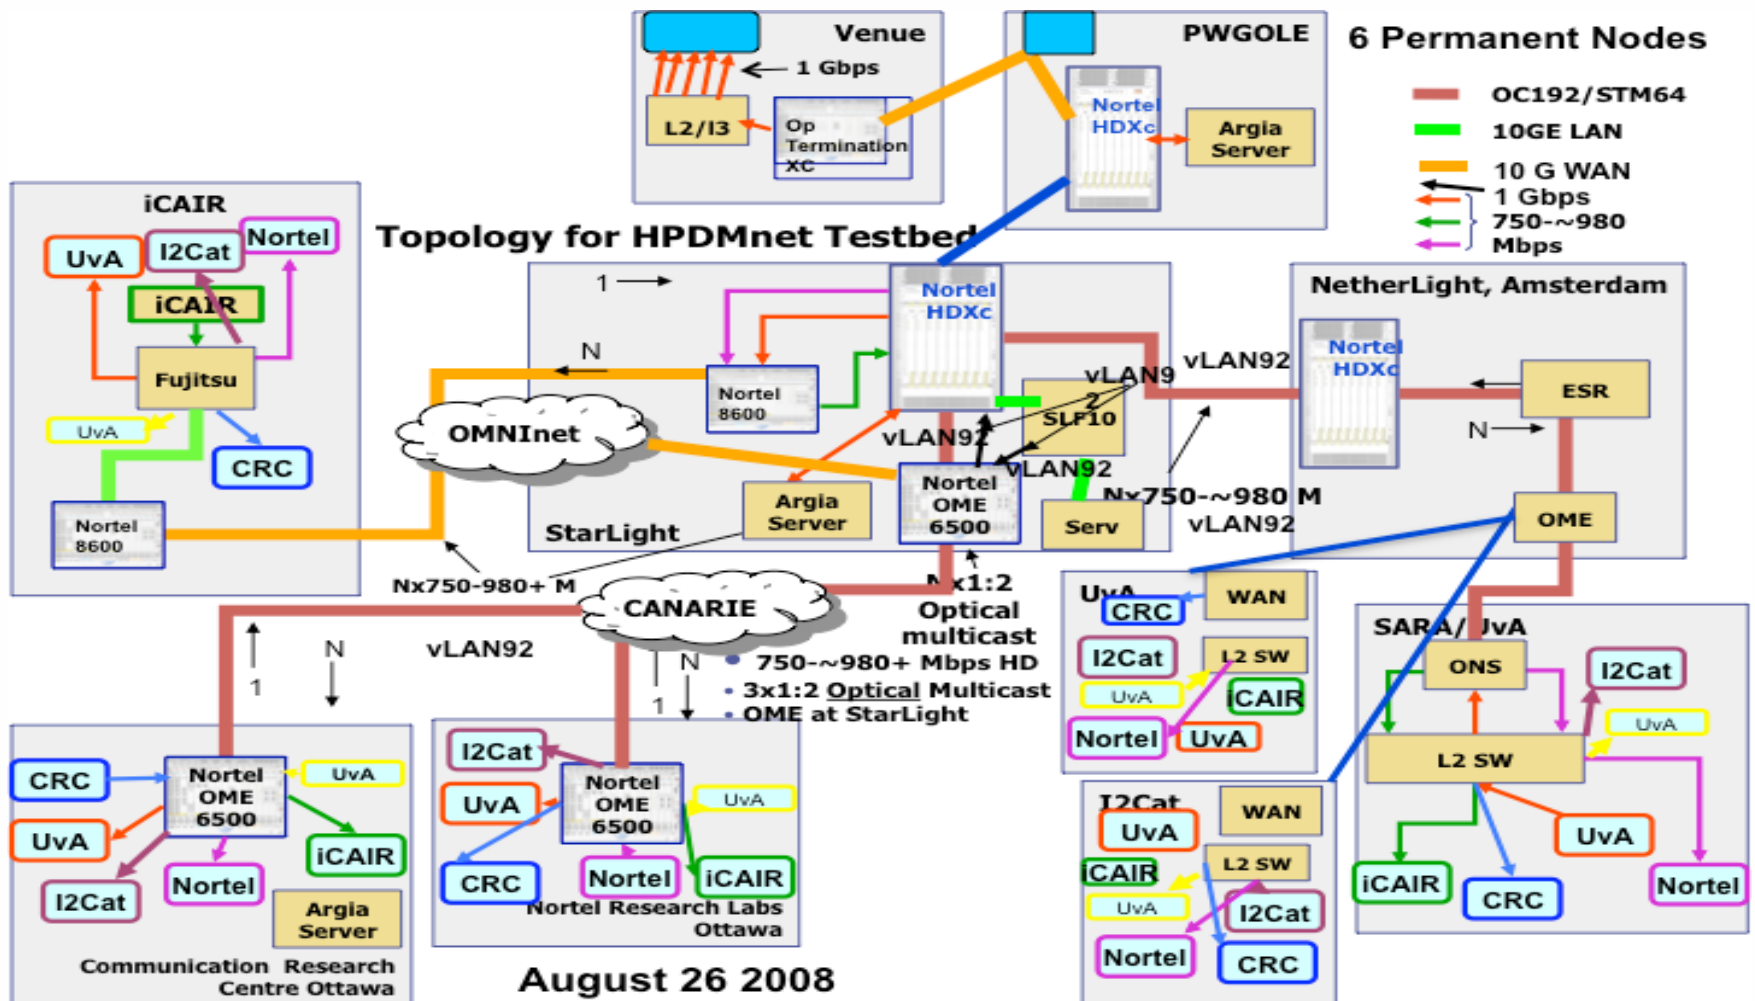 Venue
1 Gbps
L2/I3
Op
Termination
XC
PWGOLE
Nortel
HDXc
Argia
Server
6 Permanent Nodes
OC192/STM64
10GE LAN
10 G WAN
1 Gbps
750-~980
Mbps
Topology for HPDMnet Testbed
iCAIR
UvA
I2Cat
Nortel
iCAIR
Fujitsu
UvA
CRC
Nortel
8600
1
N
OMNInet
Nortel
8600
Nortel
HDXc
vLAN9
2
SLF10
vLAN92
vLAN92
Nortel
OME
6500
Argia
Server
Serv
StarLight
vLAN92
Nx750-~980 M
vLAN92
NetherLight, Amsterdam
Nortel
HDXc
ESR
N
OME
Nx750-980+ M
CANARIE
Nx1:2
Optical
multicast
• 750-~980+ Mbps HD
• 3x1:2 Optical Multicast
• OME at StarLight
vLAN92
1
N
1
N
CRC
UvA
I2Cat
Nortel
OME
6500
Nortel
UvA
iCAIR
Argia
Server
Communication Research
Centre Ottawa
I2Cat
UvA
CRC
Nortel
OME
6500
Nortel
UvA
iCAIR
Nortel Research Labs
Ottawa
UvA
CRC
WAN
I2Cat
L2 SW
UvA
iCAIR
Nortel
UvA
I2Cat
WAN
UvA
iCAIR
L2 SW
UvA
I2Cat
Nortel
CRC
SARA/UvA
ONS
I2Cat
UvA
L2 SW
UvA
iCAIR
CRC
Nortel
August 26 2008